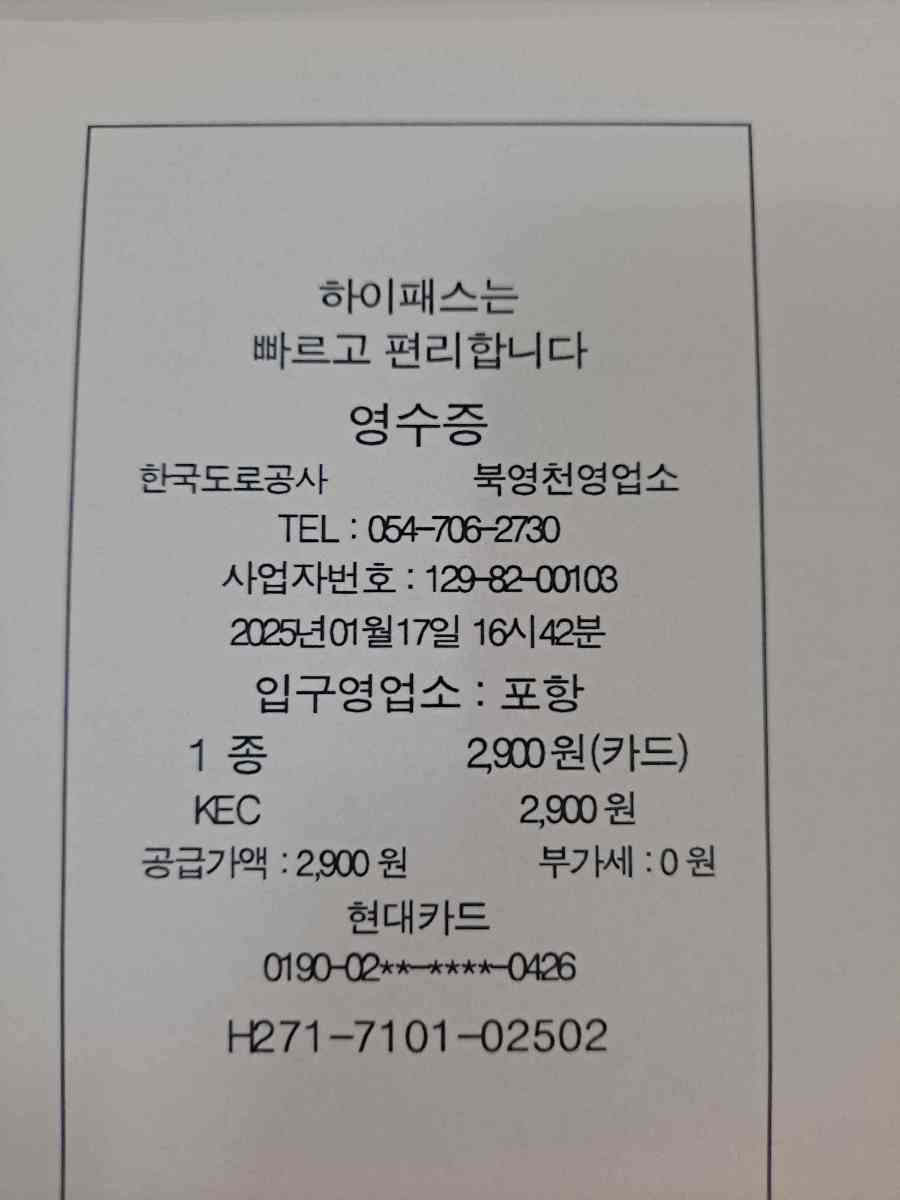 하이패스는
빠르고 편리합니다
영수증
한국도로공사 북영천영업소
TEL : 054-706-2730
사업자번호 : 129-82-00103
2025년01월17일 16시42분
입구영업소 : 포항
1 종 2,900원(카드)
KEC 2,900 원
공급가액 : 2,900 원 부가세 : 0 원
현대카드
0190-02**-****-0426
H271-7101-02502